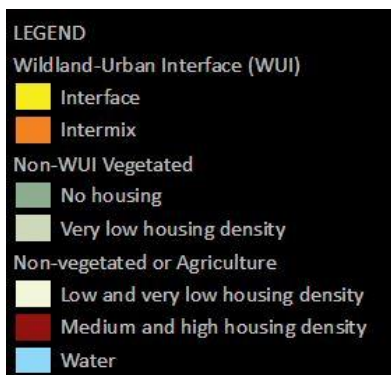 LEGEND
Wildland-Urban Interface (WUI)
Interface
Intermix
Non-WUI Vegetated
No housing
Very low housing density
Non-vegetated or Agriculture
Low and very low housing density
Medium and high housing density
Water